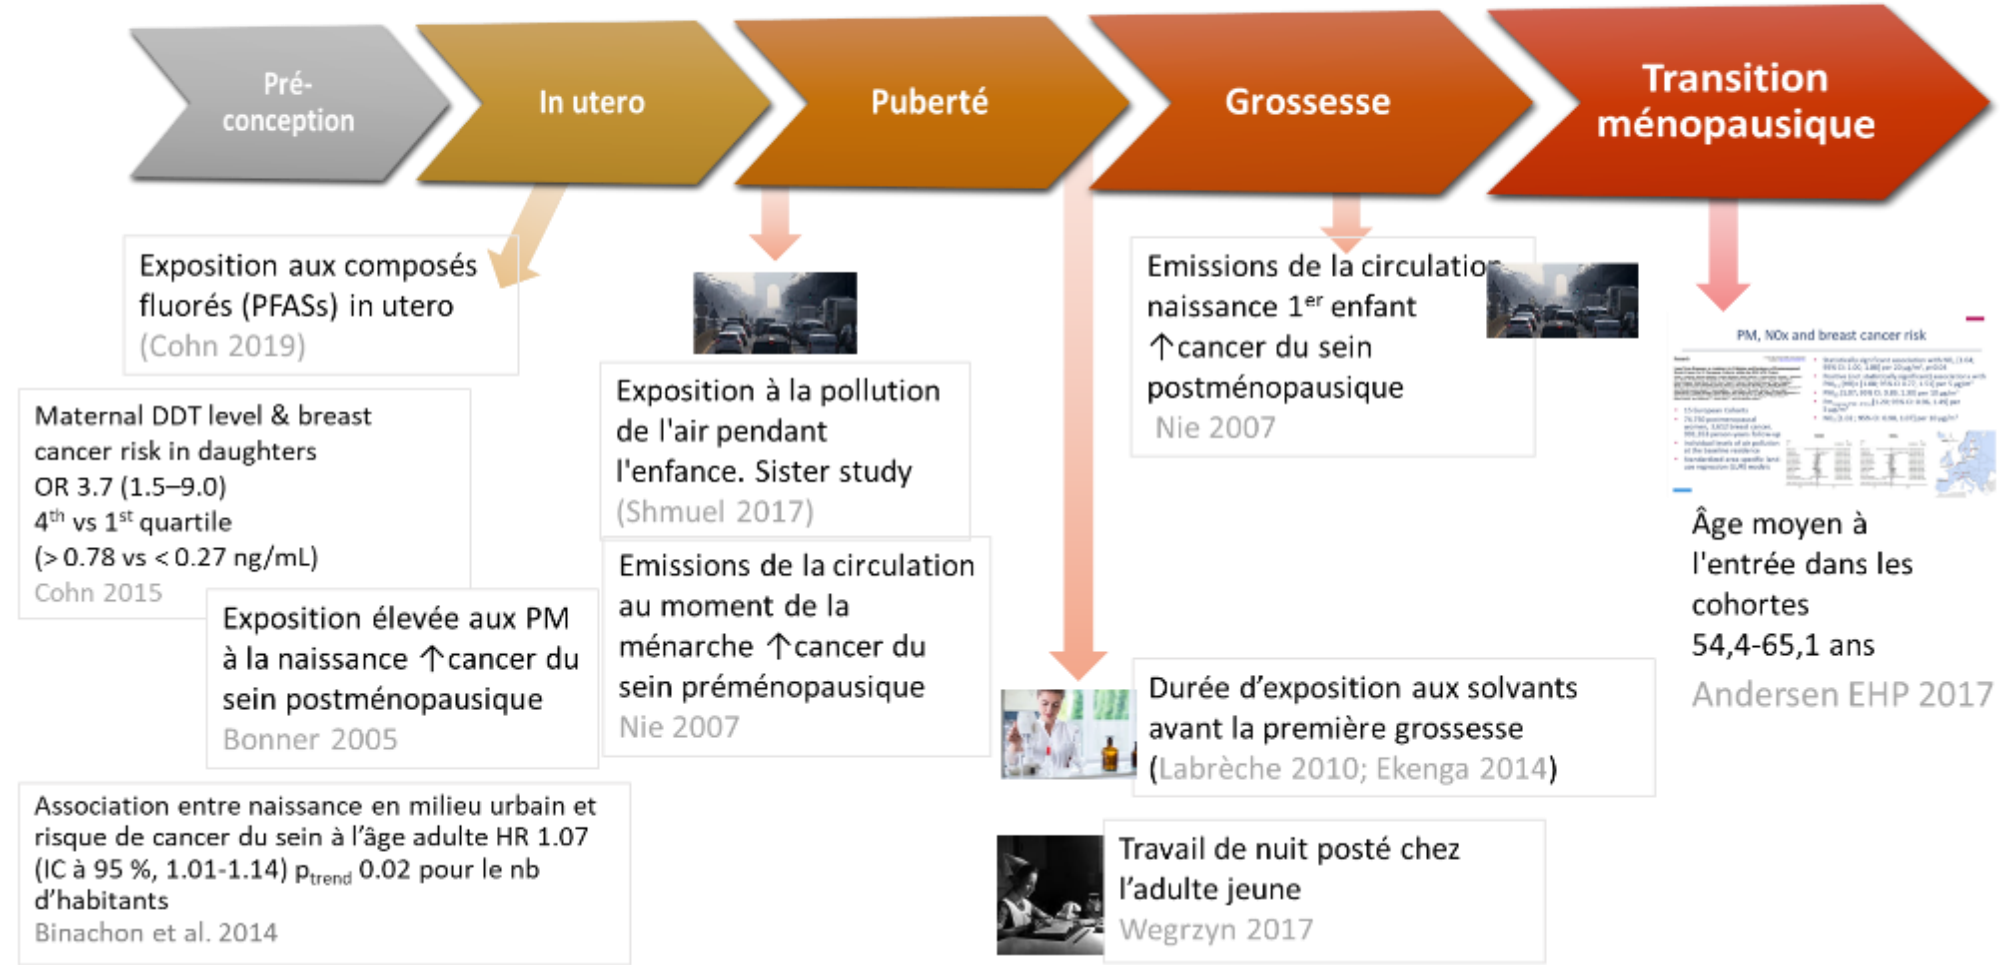 Pré-
conception
In utero
Puberté
Grossesse
Transition
ménopausique
Exposition aux composés
fluorés (PFASs) in utero
(Cohn 2019)
Maternal DDT level & breast
cancer risk in daughters
OR 3.7 (1.5–9.0)
4th vs 1st quartile
(> 0.78 vs < 0.27 ng/mL)
Cohn 2015
Exposition élevée aux PM
à la naissance ↑cancer du
sein postménopausique
Bonner 2005
Association entre naissance en milieu urbain et
risque de cancer du sein à l’âge adulte HR 1.07
(IC à 95 %, 1.01-1.14) ptrend 0.02 pour le nb
d’habitants
Binachon et al. 2014
Exposition à la pollution
de l'air pendant
l'enfance. Sister study
(Shmuel 2017)
Emissions de la circulation
au moment de la
ménarche ↑cancer du
sein préménopausique
Nie 2007
Emissions de la circulation
naissance 1er enfant
↑cancer du sein
postménopausique
Nie 2007
Durée d’exposition aux solvants
avant la première grossesse
(Labrèche 2010; Ekenga 2014)
Travail de nuit posté chez
l’adulte jeune
Wegrzyn 2017
PM, NOx and breast cancer risk
15 European Cohorts
Âge moyen à
l'entrée dans les
cohortes
54,4-65,1 ans
Andersen EHP 2017